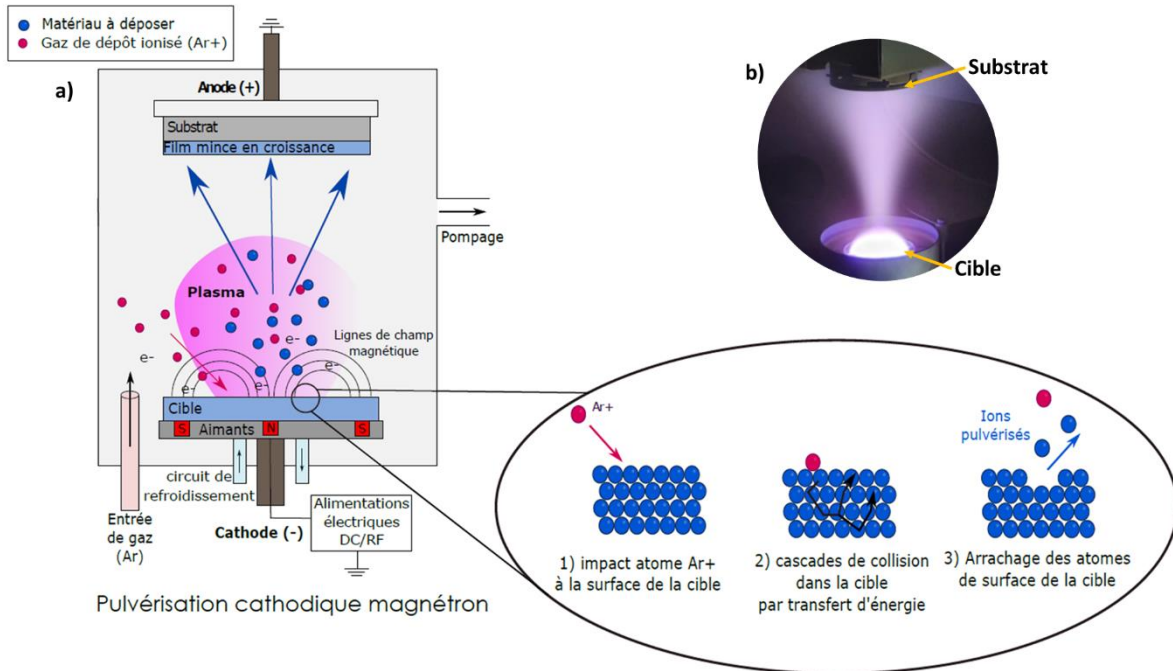 Matériau à déposer
Gaz de dépôt ionisé (Ar+)
a)
Anode (+)
Substrat
Film mince en croissance
Pompage
Plasma
Lignes de champ
magnétique
e-
e-
e-
e-
e-
Cible
S
Aimants
N
S
circuit de
refroidissement
Entrée
de gaz
(Ar)
Cathode (-)
Alimentations
électriques
DC/RF
Pulvérisation cathodique magnétron
b)
Substrat
Cible
Ar+
1) impact atome Ar+
à la surface de la cible
2) cascades de collision
dans la cible
par transfert d'énergie
Ions
pulvérisés
3) Arrachage des atomes
de surface de la cible